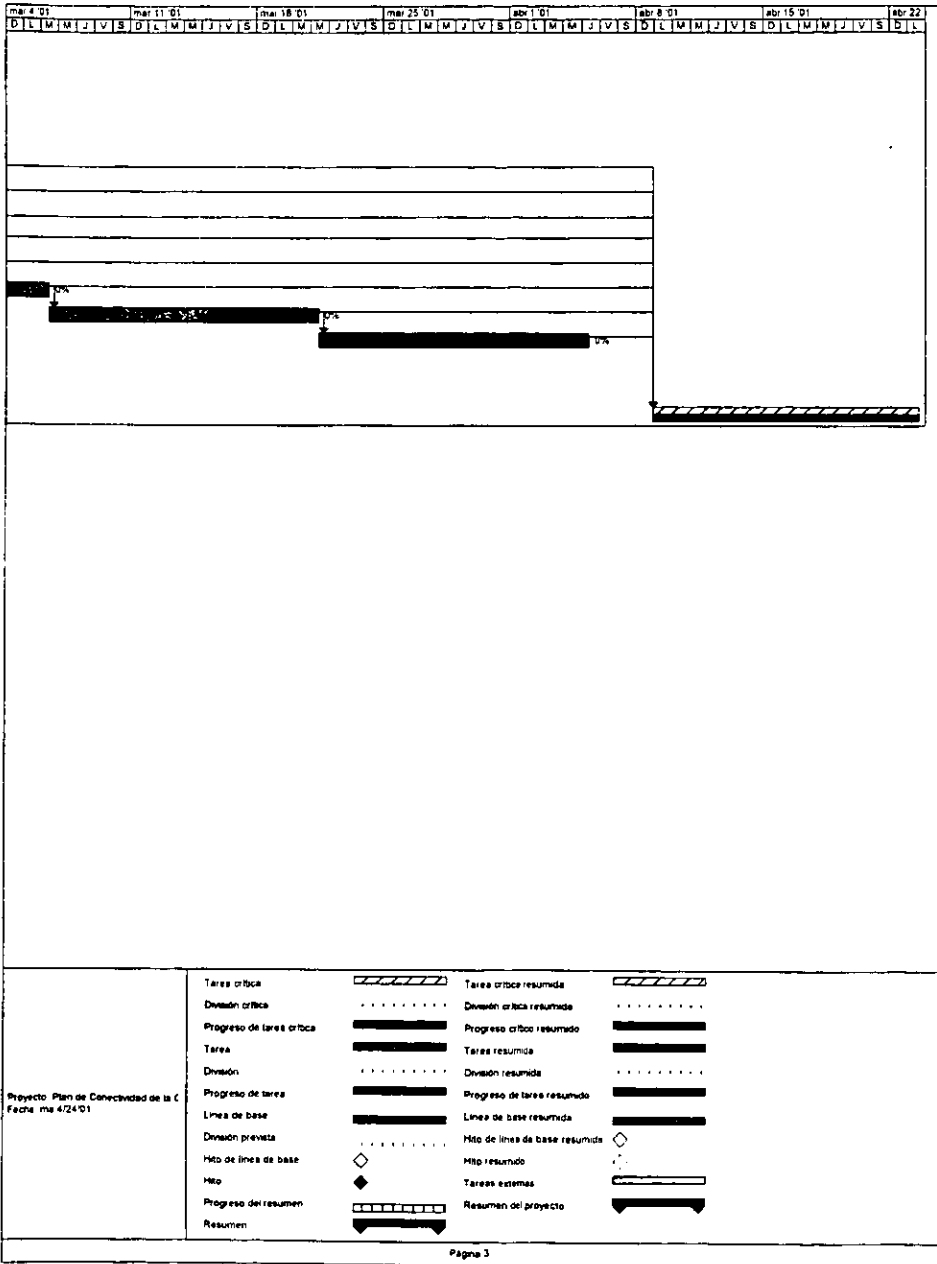 mar 4 '01 mar 11 '01 mar 18 '01 mar 25 '01 abr 1 '01 abr 8 '01 abr 15 '01 abr 22
D L M M J V S D L M M J V S D L M M J V S D L M M J V S D L M M J V S D L M M J V S D L M M J V S D L
0%
0%
0%
Tarea crítica Tarea crítica resumida
División crítica División crítica resumida
Progreso de tarea crítica Progreso crítico resumido
Tarea Tarea resumida
División División resumida
Proyecto Plan de Conectividad de la C
Fecha ma 4/24/01
Progreso de tarea Progreso de tarea resumido
Línea de base Línea de base resumida
División prevista Hito de línea de base resumida
Hito de línea de base Hito resumido
Hito Tareas externas
Progreso del resumen Resumen del proyecto
Resumen
Página 3